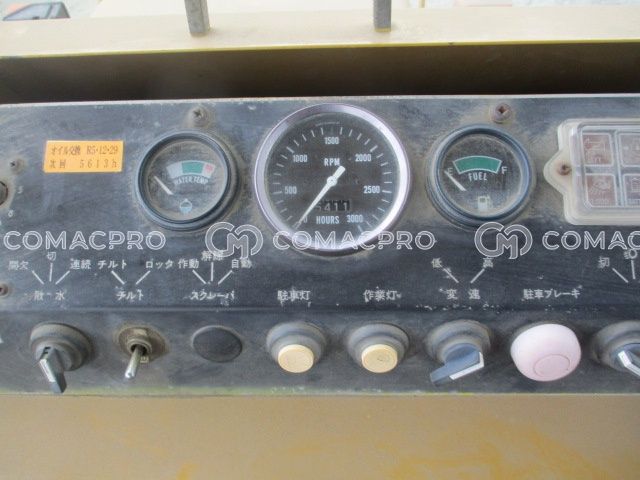 オイル交換 R5・12・29
次回 5613h
WATER TEMP
0
500
1000
1500
2000
2500
3000
RPM
HOURS
E
F
FUEL
COMACPRO
COMACPRO
COMACPRO
切
間欠
連続
散水
チルト
ロック
チルト
作動
解除
自動
スクレーパ
駐車灯
作業灯
低
高
変速
駐車ブレーキ
切